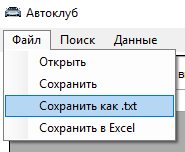 Автоклуб
Файл Поиск Данные
Открыть
Сохранить
Сохранить как .txt
Сохранить в Excel